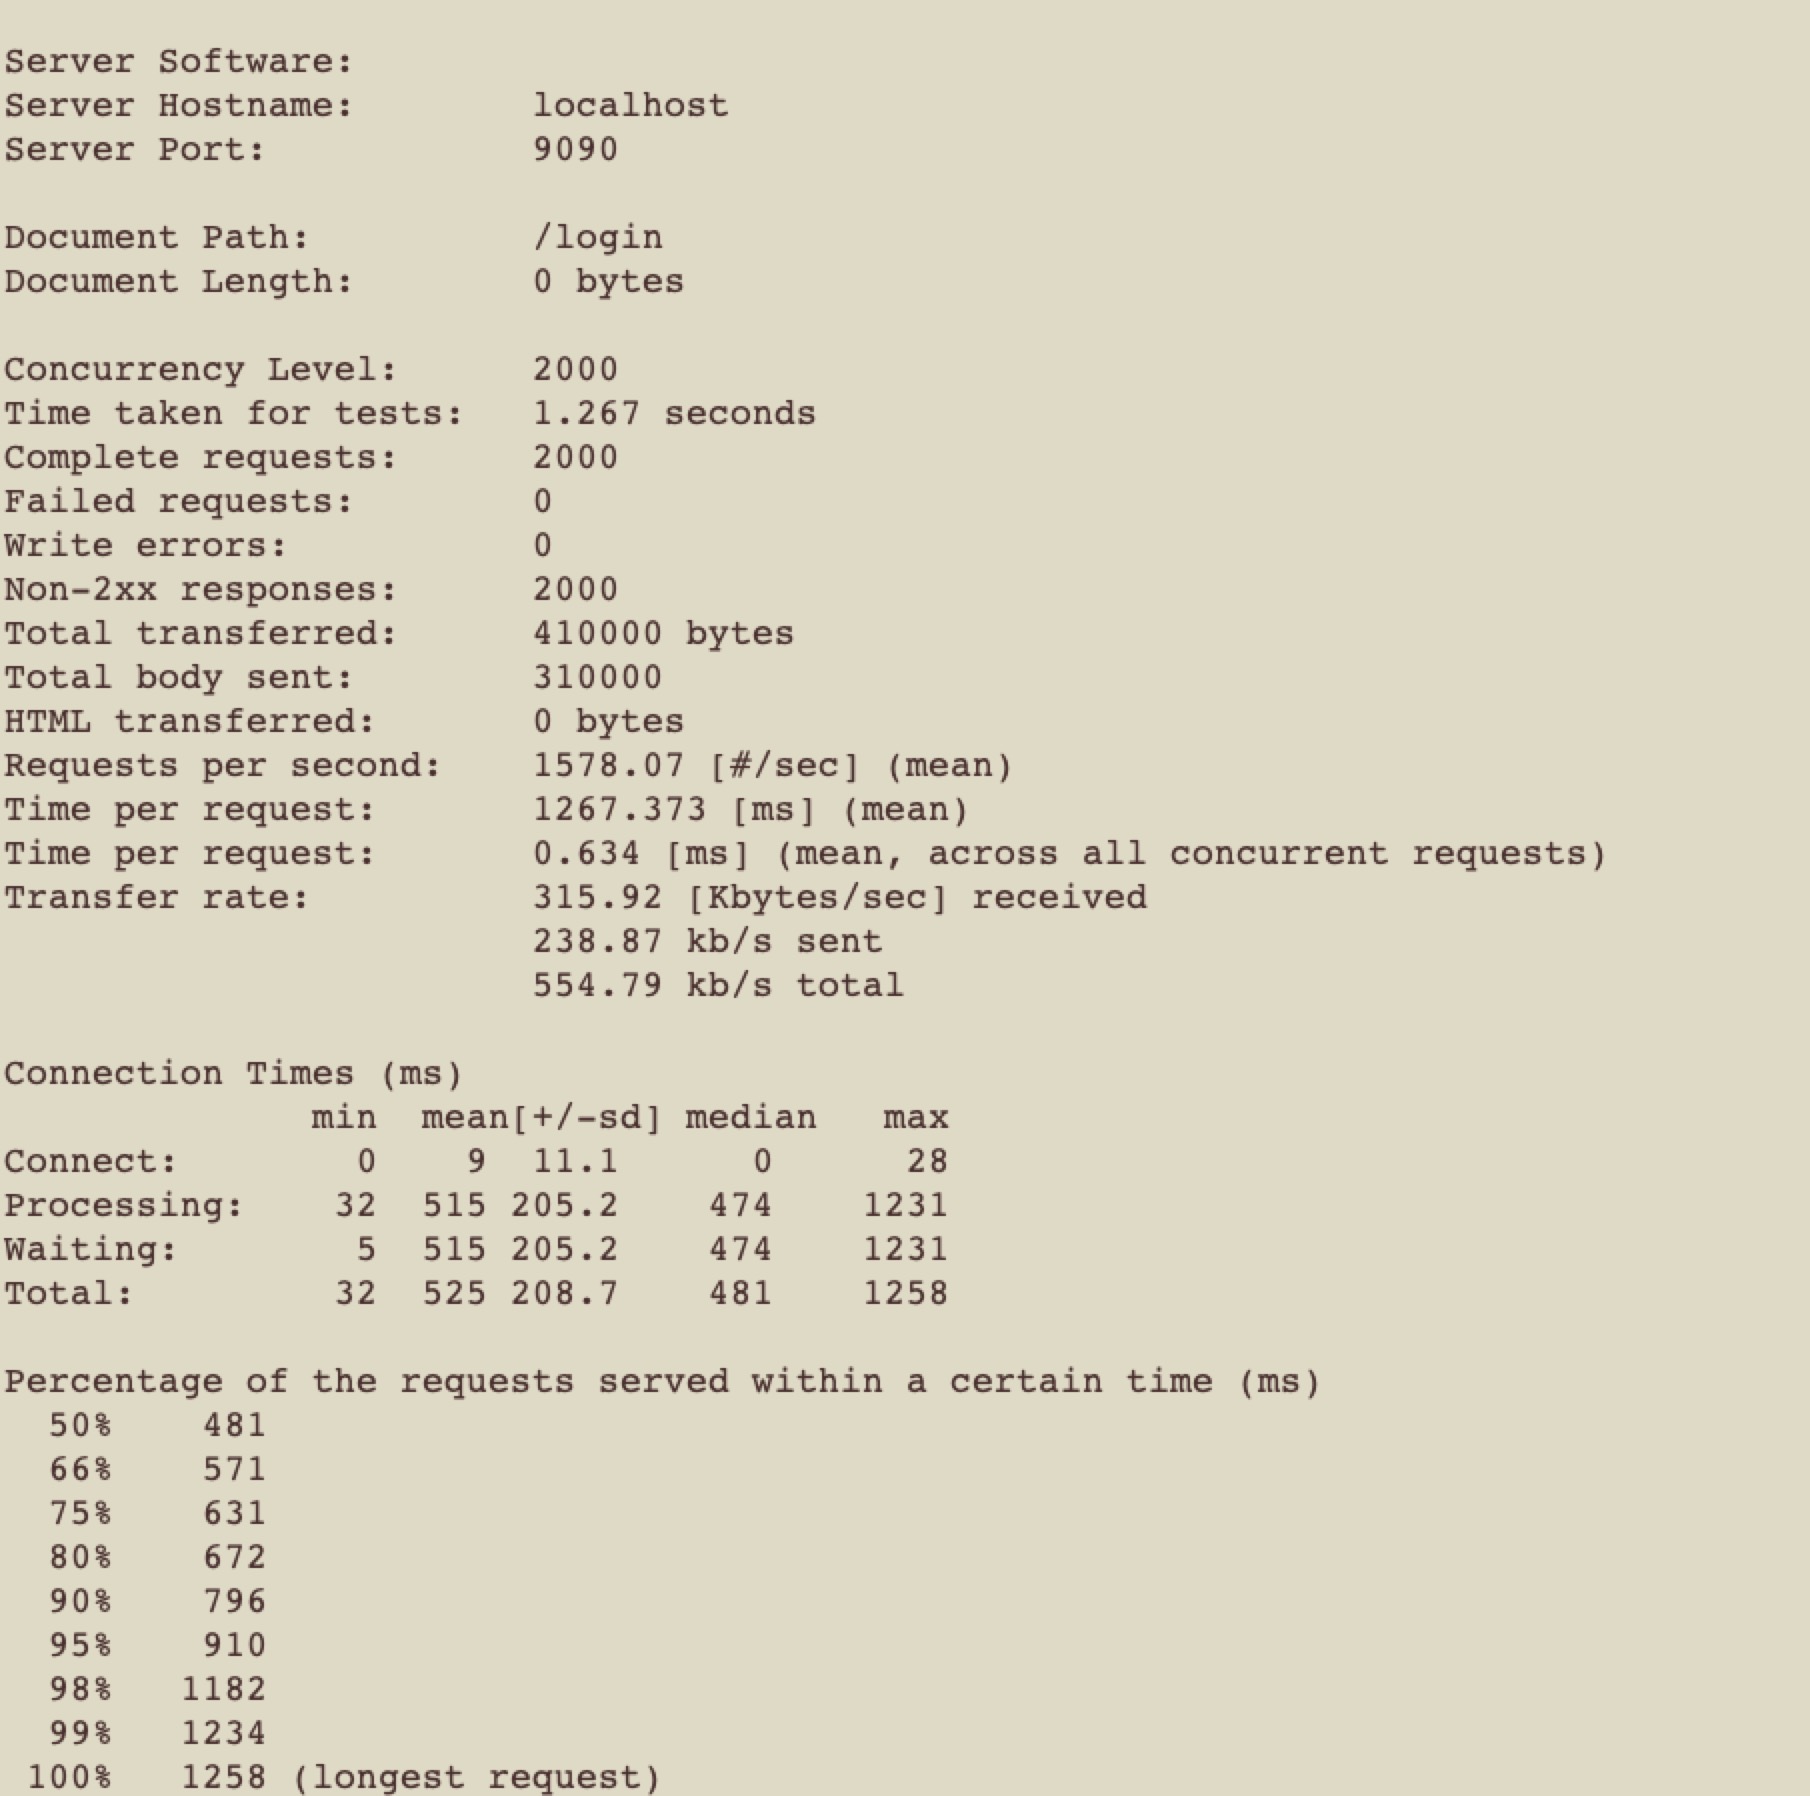 Server Software:
Server Hostname:        localhost
Server Port:            9090

Document Path:          /login
Document Length:        0 bytes

Concurrency Level:      2000
Time taken for tests:   1.267 seconds
Complete requests:      2000
Failed requests:        0
Write errors:           0
Non-2xx responses:      2000
Total transferred:      410000 bytes
Total body sent:        310000
HTML transferred:       0 bytes
Requests per second:    1578.07 [#/sec] (mean)
Time per request:       1267.373 [ms] (mean)
Time per request:       0.634 [ms] (mean, across all concurrent requests)
Transfer rate:          315.92 [Kbytes/sec] received
                        238.87 kb/s sent
                        554.79 kb/s total

Connection Times (ms)
              min  mean[+/-sd] median   max
Connect:        0    9  11.1      0      28
Processing:    32  515 205.2    474    1231
Waiting:        5  515 205.2    474    1231
Total:         32  525 208.7    481    1258

Percentage of the requests served within a certain time (ms)
  50%    481
  66%    571
  75%    631
  80%    672
  90%    796
  95%    910
  98%   1182
  99%   1234
 100%   1258 (longest request)